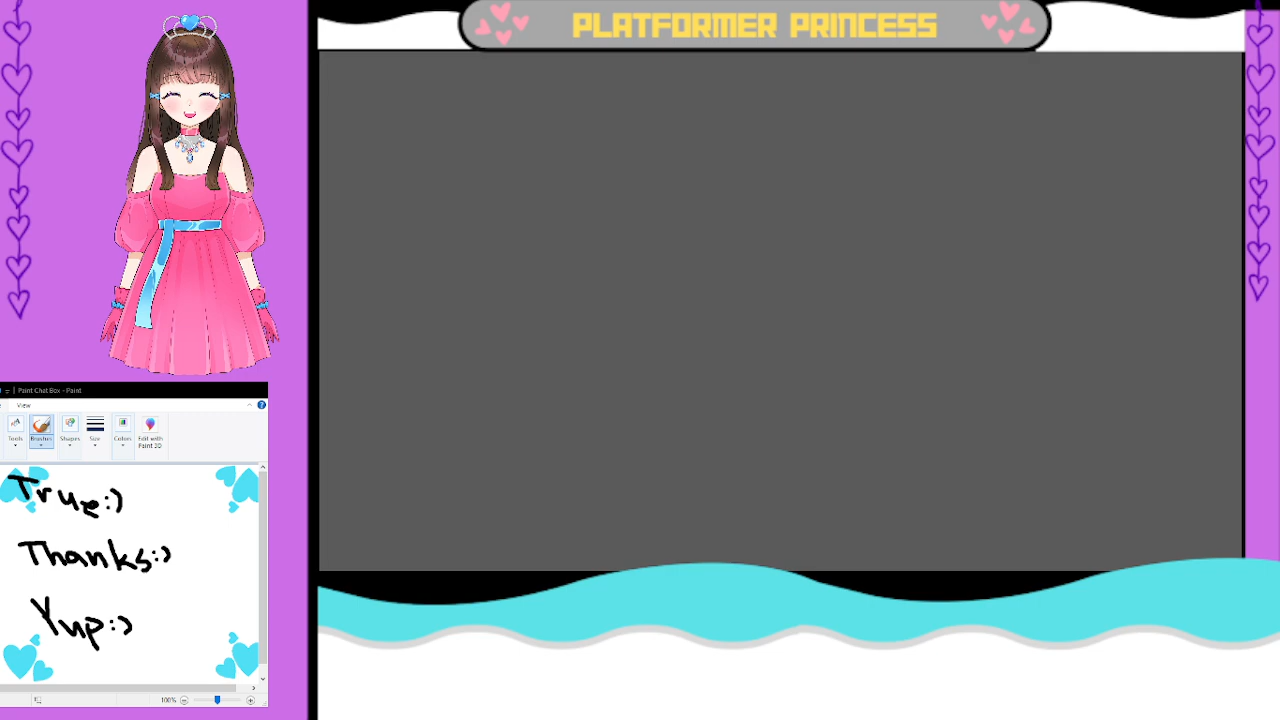 PLATFORMER PRINCESS
Paint Chat Box - Paint
View
Tools
Brushes
Shapes
Size
Colors
Edit with
Paint 3D
True:)
Thanks:)
Yup:)
100%